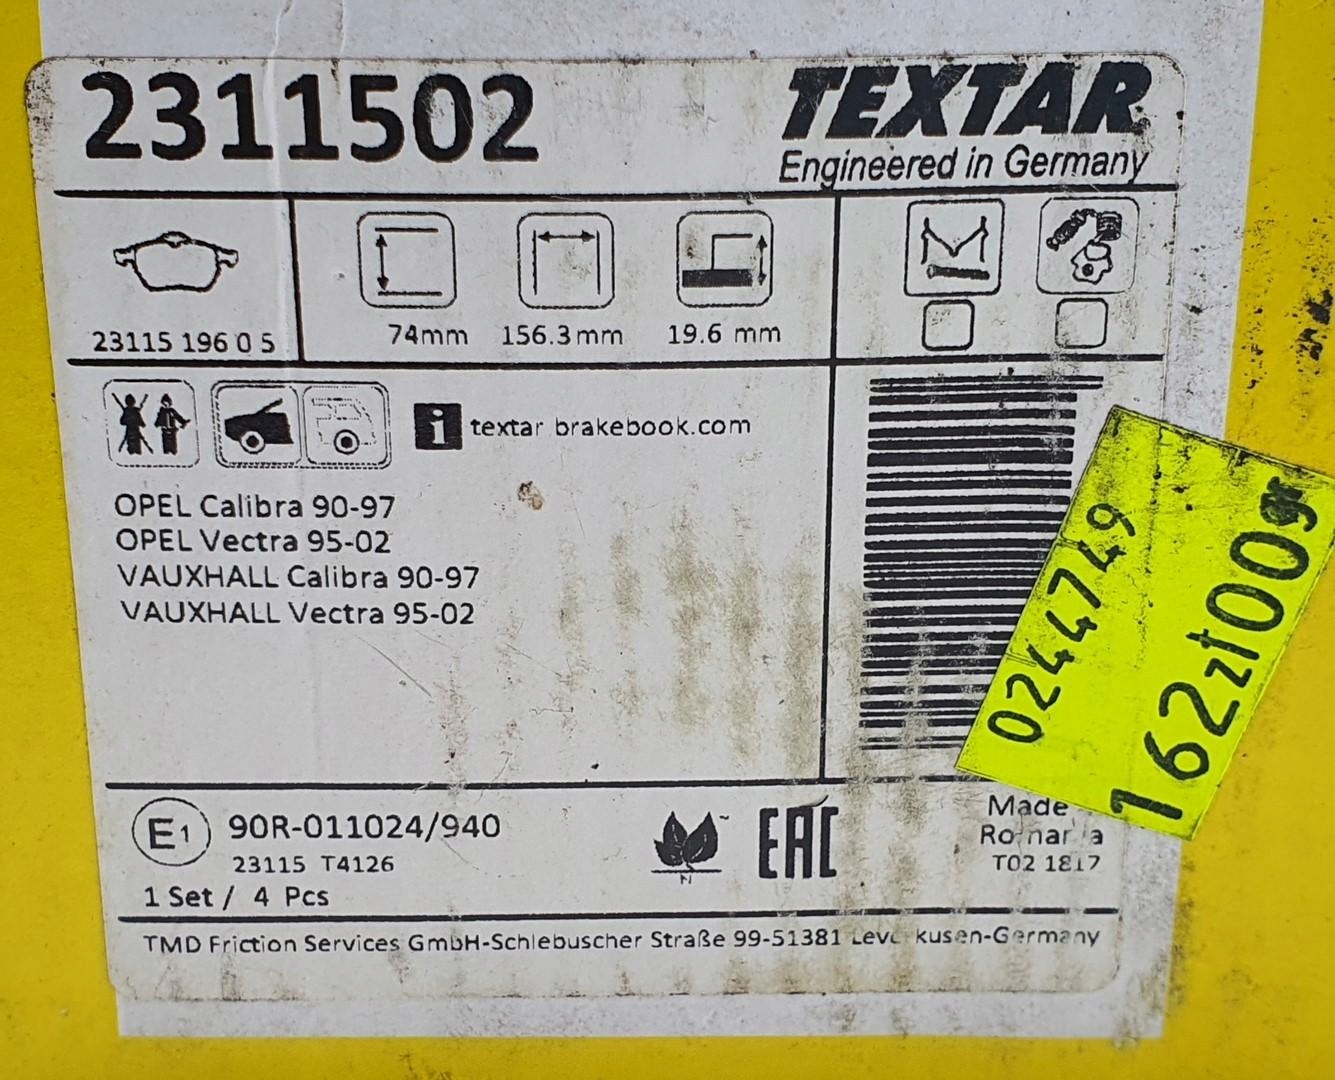 2311502
TEXTAR
Engineered in Germany
23115 196 0 5
74mm
156.3mm
19.6 mm
i textar brakebook.com
OPEL Calibra 90-97
OPEL Vectra 95-02
VAUXHALL Calibra 90-97
VAUXHALL Vectra 95-02
0244749
162zł00gr
E1
90R-011024/940
23115 T4126
1 Set / 4 Pcs
EAC
Made
T02 1817
TMD Friction Services GmbH-Schlebuscher Straße 99-51381 Leverkusen-Germany